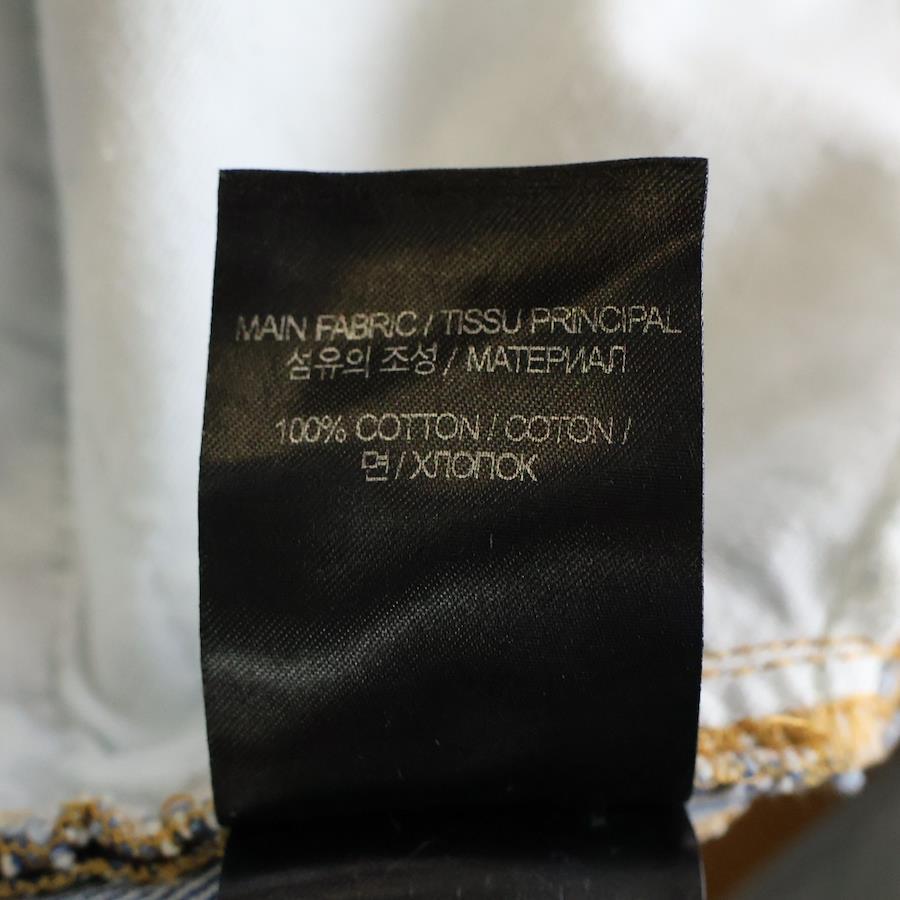 MAIN FABRIC / TISSU PRINCIPAL
섬유의 조성 / МАТЕРИАЛ
100% COTTON / COTON /
면 / ХЛОПОК